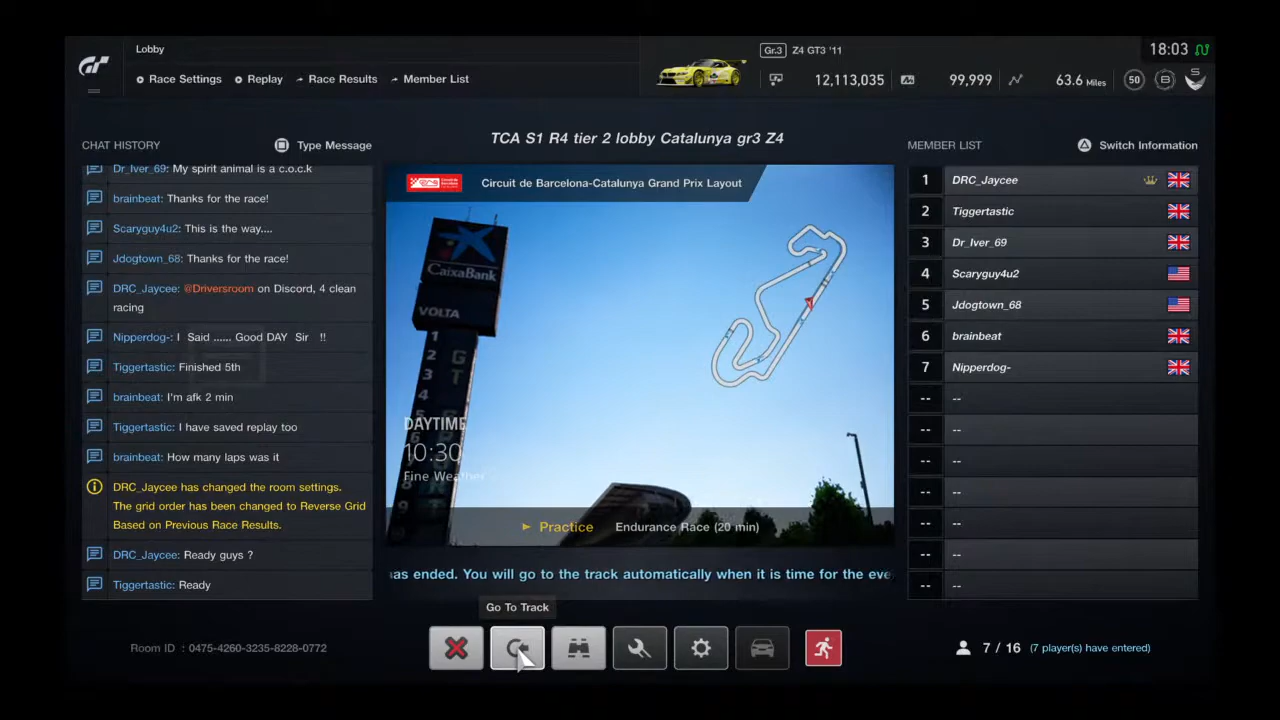 Lobby
Gr.3 Z4 GT3 '11
18:03
Race Settings Replay Race Results Member List
12,113,035 99,999 63.6 Miles 50 B S
TCA S1 R4 tier 2 lobby Catalunya gr3 Z4
CHAT HISTORY
Type Message
MEMBER LIST
Switch Information
Dr_Iver_69: My spirit animal is a c.o.c.k
brainbeat: Thanks for the race!
Scaryguy4u2: This is the way....
Jdogtown_68: Thanks for the race!
DRC_Jaycee: @Driversroom on Discord, 4 clean
racing
Nipperdog-: I Said ...... Good DAY Sir !!
Tiggertastic: Finished 5th
brainbeat: I'm afk 2 min
Tiggertastic: I have saved replay too
brainbeat: How many laps was it
DRC_Jaycee has changed the room settings.
The grid order has been changed to Reverse Grid
Based on Previous Race Results.
DRC_Jaycee: Ready guys ?
Tiggertastic: Ready
Circuit de Barcelona-Catalunya Grand Prix Layout
CaixaBank
VOLTA
1
2 G
3 T
4
DAYTIME
10:30
Fine Weather
Practice Endurance Race (20 min)
as ended. You will go to the track automatically when it is time for the eve
1 DRC_Jaycee
2 Tiggertastic
3 Dr_Iver_69
4 Scaryguy4u2
5 Jdogtown_68
6 brainbeat
7 Nipperdog-
-- --
-- --
-- --
-- --
-- --
-- --
-- --
Go To Track
Room ID : 0475-4260-3235-8228-0772
7 / 16 (7 player(s) have entered)